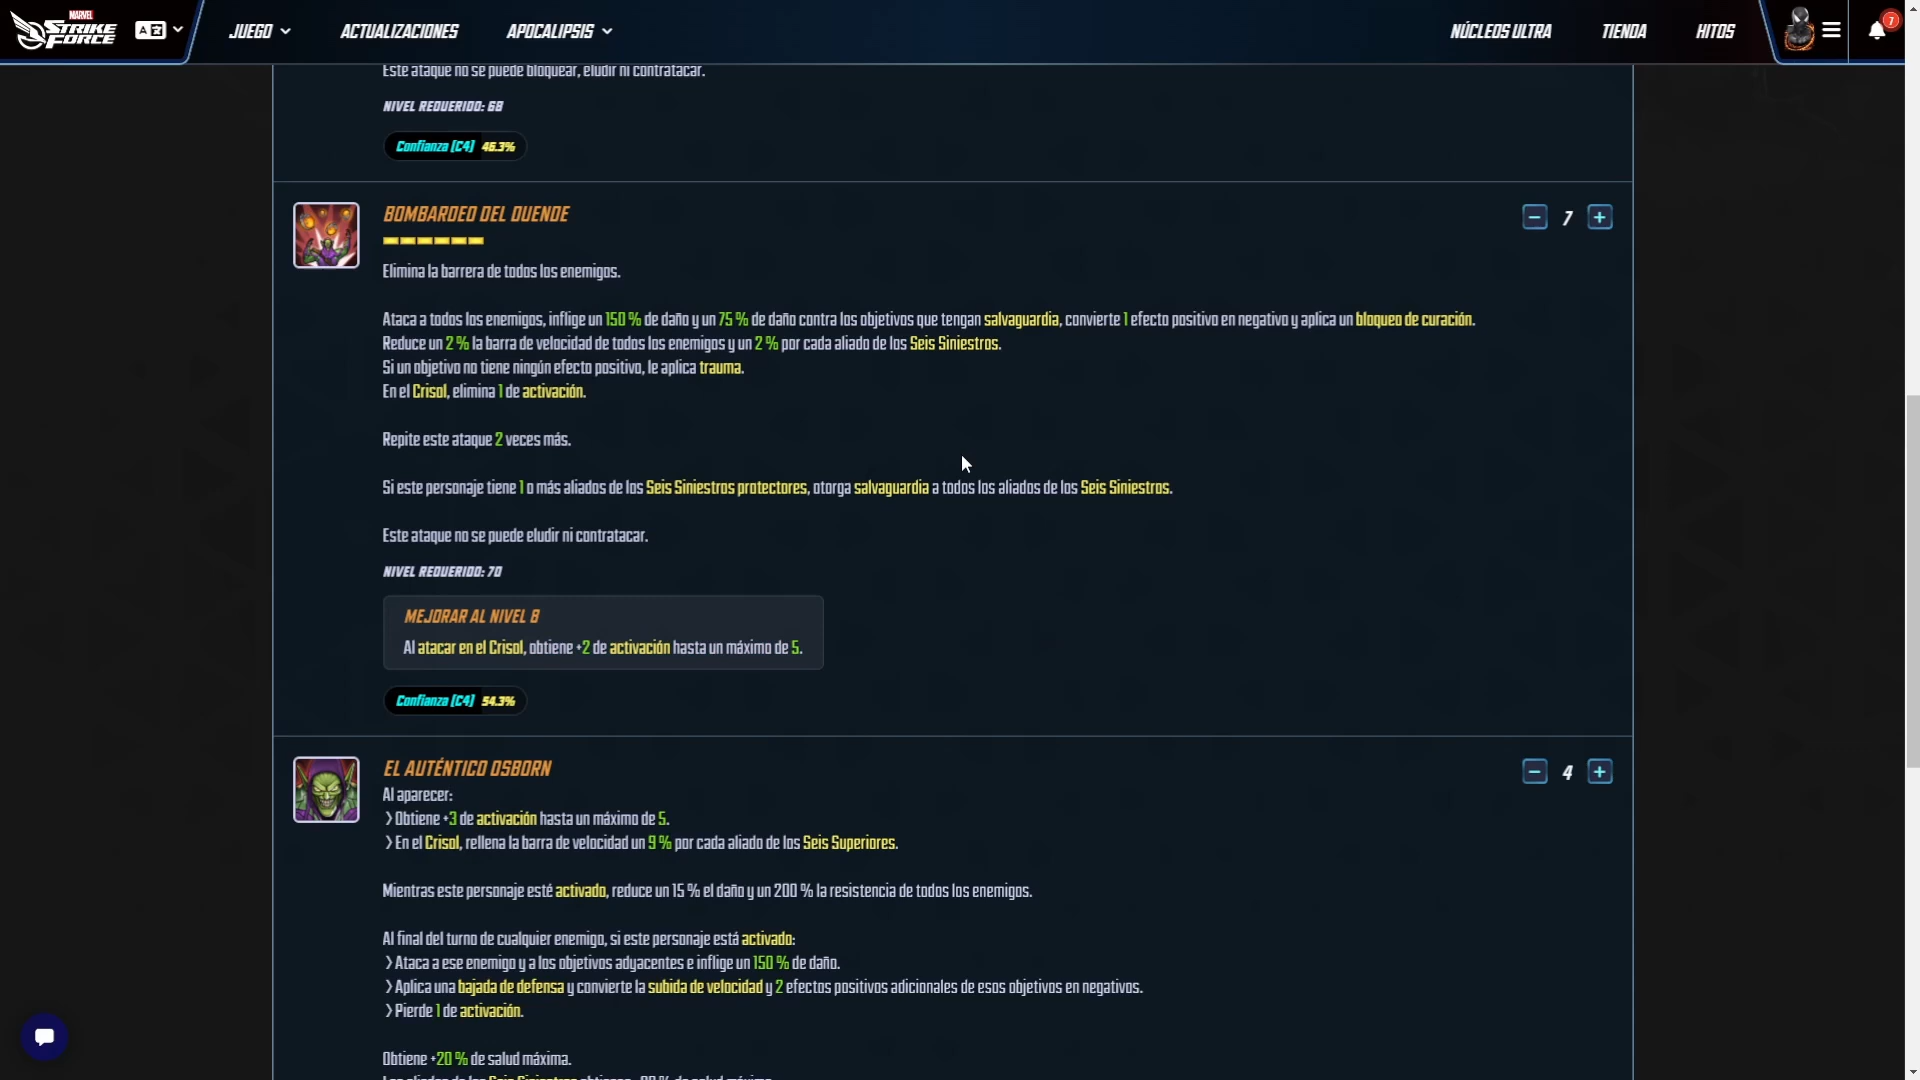 MARVEL
STRIKE FORCE
JUEGO
ACTUALIZACIONES
APOCALIPSIS
NÚCLEOS ULTRA
TIENDA
HITOS
7
Este ataque no se puede bloquear, eludir ni contratacar.
NIVEL REQUERIDO: 68
Confianza [C4] 46.3%
BOMBARDEO DEL DUENDE
7
Elimina la barrera de todos los enemigos.
Ataca a todos los enemigos, inflige un 150 % de daño y un 75 % de daño contra los objetivos que tengan salvaguardia, convierte 1 efecto positivo en negativo y aplica un bloqueo de curación.
Reduce un 2 % la barra de velocidad de todos los enemigos y un 2 % por cada aliado de los Seis Siniestros.
Si un objetivo no tiene ningún efecto positivo, le aplica trauma.
En el Crisol, elimina 1 de activación.
Repite este ataque 2 veces más.
Si este personaje tiene 1 o más aliados de los Seis Siniestros protectores, otorga salvaguardia a todos los aliados de los Seis Siniestros.
Este ataque no se puede eludir ni contratacar.
NIVEL REQUERIDO: 70
MEJORAR AL NIVEL 8
Al atacar en el Crisol, obtiene +2 de activación hasta un máximo de 5.
Confianza [C4] 54.3%
EL AUTÉNTICO OSBORN
4
Al aparecer:
Obtiene +3 de activación hasta un máximo de 5.
En el Crisol, rellena la barra de velocidad un 9 % por cada aliado de los Seis Superiores.
Mientras este personaje esté activado, reduce un 15 % el daño y un 200 % la resistencia de todos los enemigos.
Al final del turno de cualquier enemigo, si este personaje está activado:
Ataca a ese enemigo y a los objetivos adyacentes e inflige un 150 % de daño.
Aplica una bajada de defensa y convierte la subida de velocidad y 2 efectos positivos adicionales de esos objetivos en negativos.
Pierde 1 de activación.
Obtiene +20 % de salud máxima.